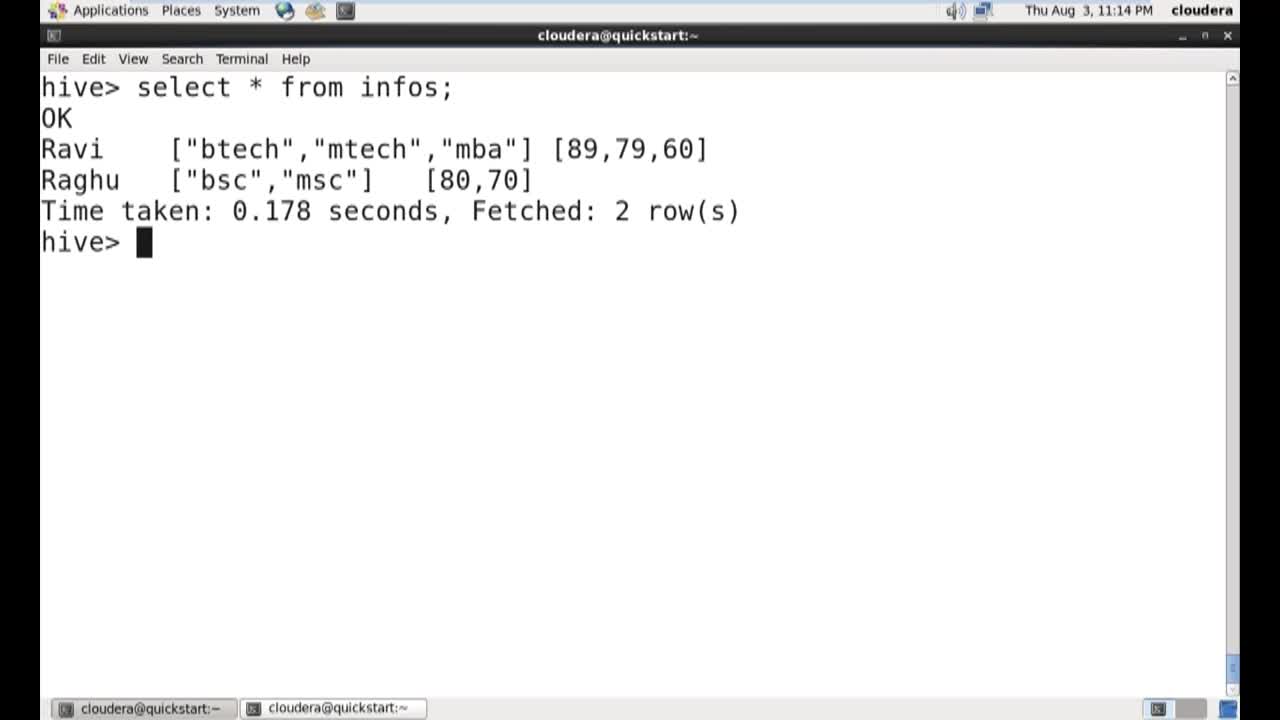 Applications Places System Thu Aug 3, 11:14 PM cloudera
cloudera@quickstart:~
File Edit View Search Terminal Help
hive> select * from infos;
OK
Ravi ["btech","mtech","mba"] [89,79,60]
Raghu ["bsc","msc"] [80,70]
Time taken: 0.178 seconds, Fetched: 2 row(s)
hive>
cloudera@quickstart:~ cloudera@quickstart:~